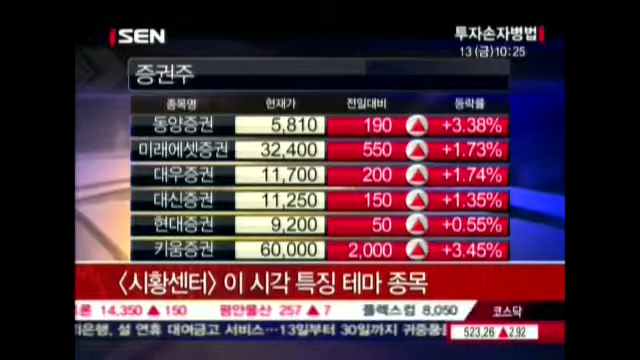 SEN
투자손자병법
13(금)10:25
증권주
종목명 현재가 전일대비 등락률
동양증권 5,810 190 ▲ +3.38%
미래에셋증권 32,400 550 ▲ +1.73%
대우증권 11,700 200 ▲ +1.74%
대신증권 11,250 150 ▲ +1.35%
현대증권 9,200 50 ▲ +0.55%
키움증권 60,000 2,000 ▲ +3.45%
<시황센터> 이 시각 특징 테마 종목
14,350 ▲ 150 평안물산 257 ▲ 7 플렉스컴 8,050 코스닥
은행, 설 연휴 대여금고 서비스...13일부터 30일까지 귀중품 523.26 ▲2.92